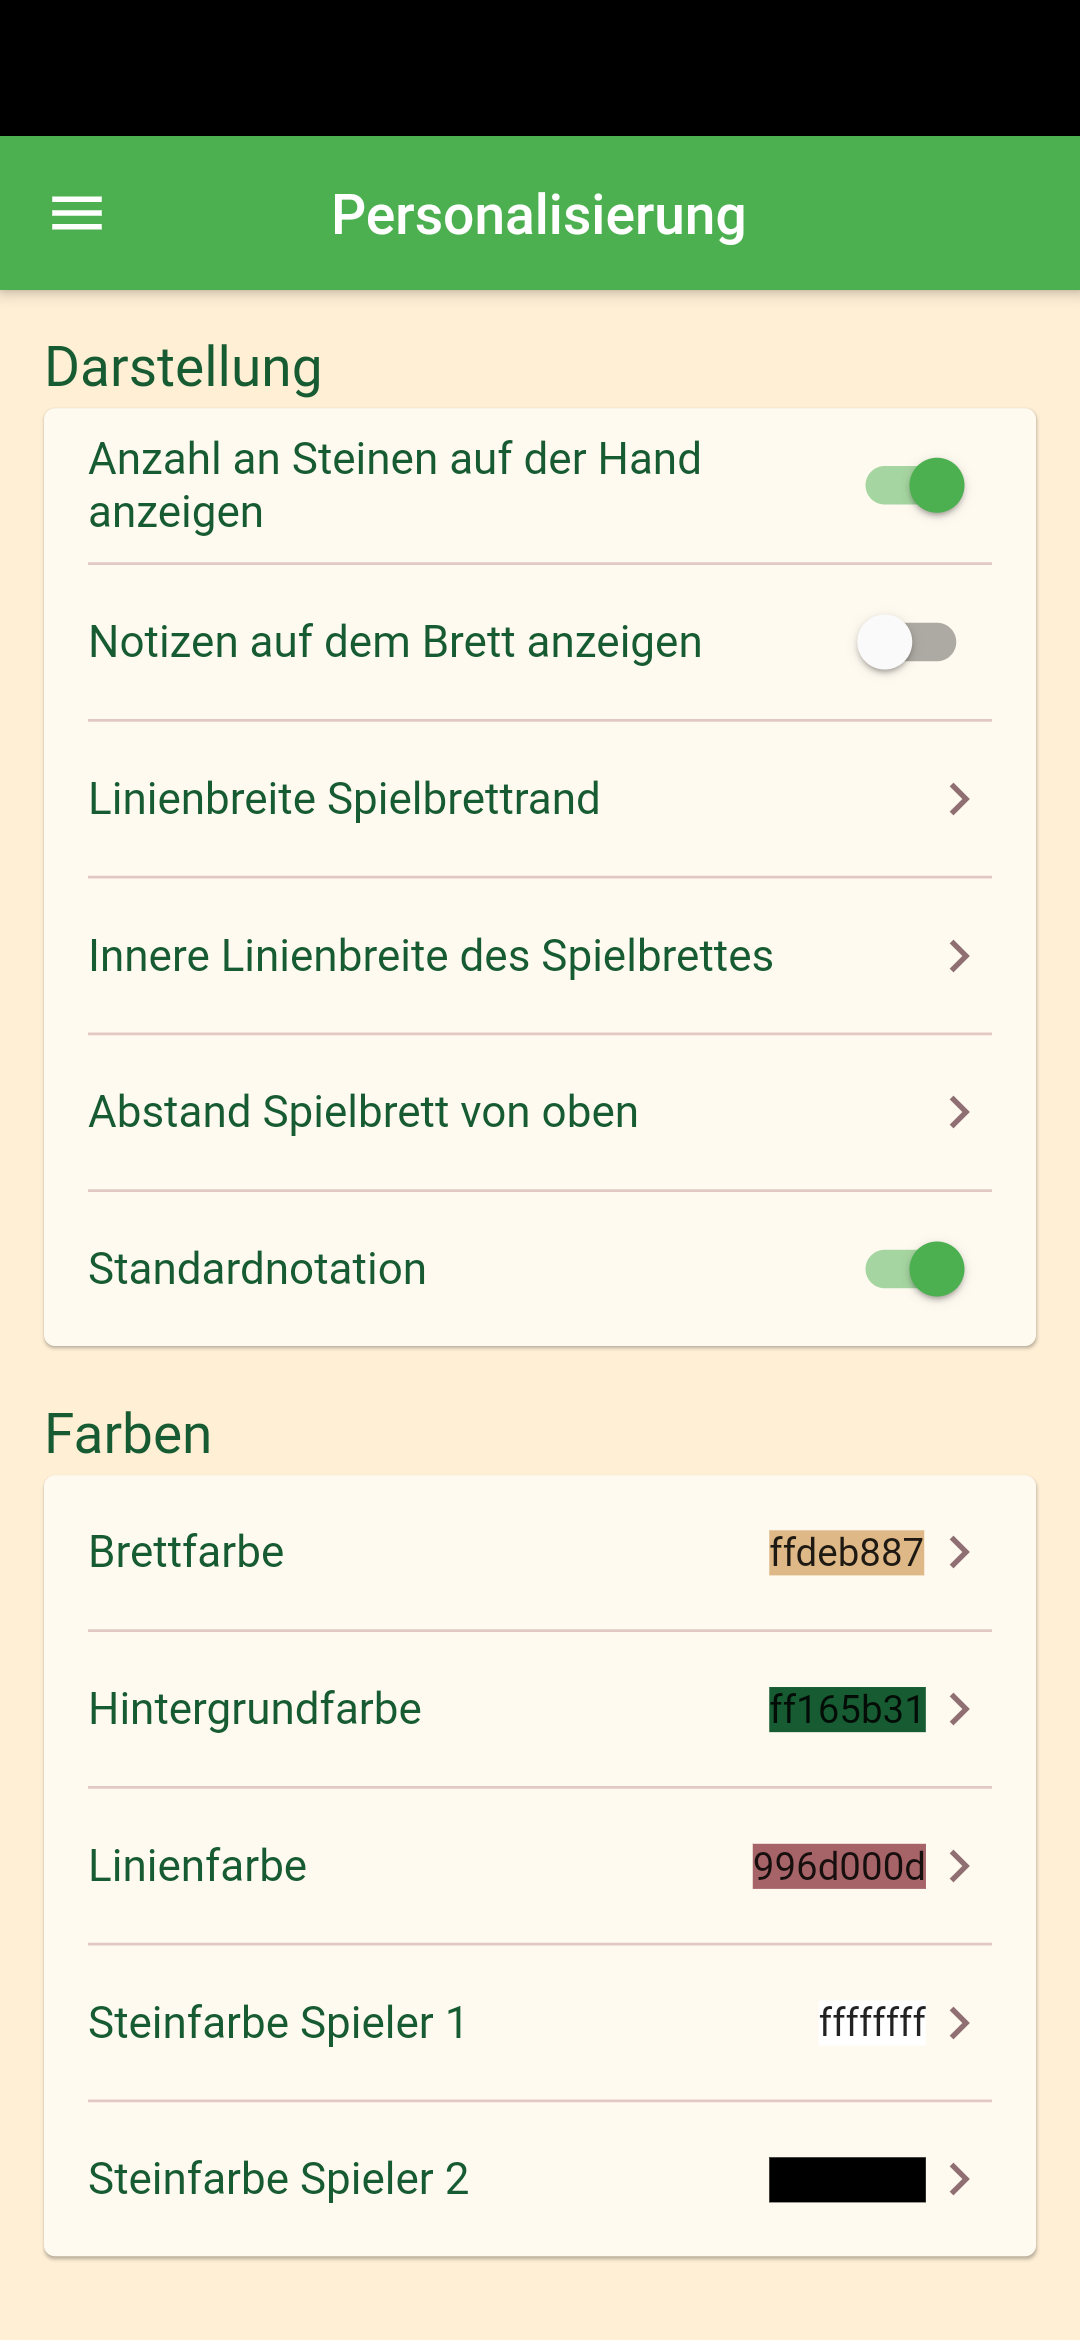 Personalisierung
Darstellung
Anzahl an Steinen auf der Hand
anzeigen
Notizen auf dem Brett anzeigen
Linienbreite Spielbrettrand
Innere Linienbreite des Spielbrettes
Abstand Spielbrett von oben
Standardnotation
Farben
Brettfarbe ffdeb887
Hintergrundfarbe ff165b31
Linienfarbe 996d000d
Steinfarbe Spieler 1 ffffffff
Steinfarbe Spieler 2